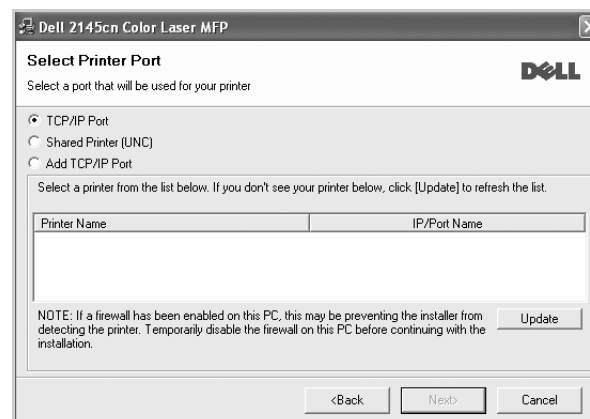 Dell 2145cn Color Laser MFP
Select Printer Port
Select a port that will be used for your printer
DELL
TCP/IP Port
Shared Printer (UNC)
Add TCP/IP Port
Select a printer from the list below. If you don't see your printer below, click [Update] to refresh the list.
Printer Name IP/Port Name
NOTE: If a firewall has been enabled on this PC, this may be preventing the installer from
detecting the printer. Temporarily disable the firewall on this PC before continuing with the
installation.
Update
<Back Next> Cancel